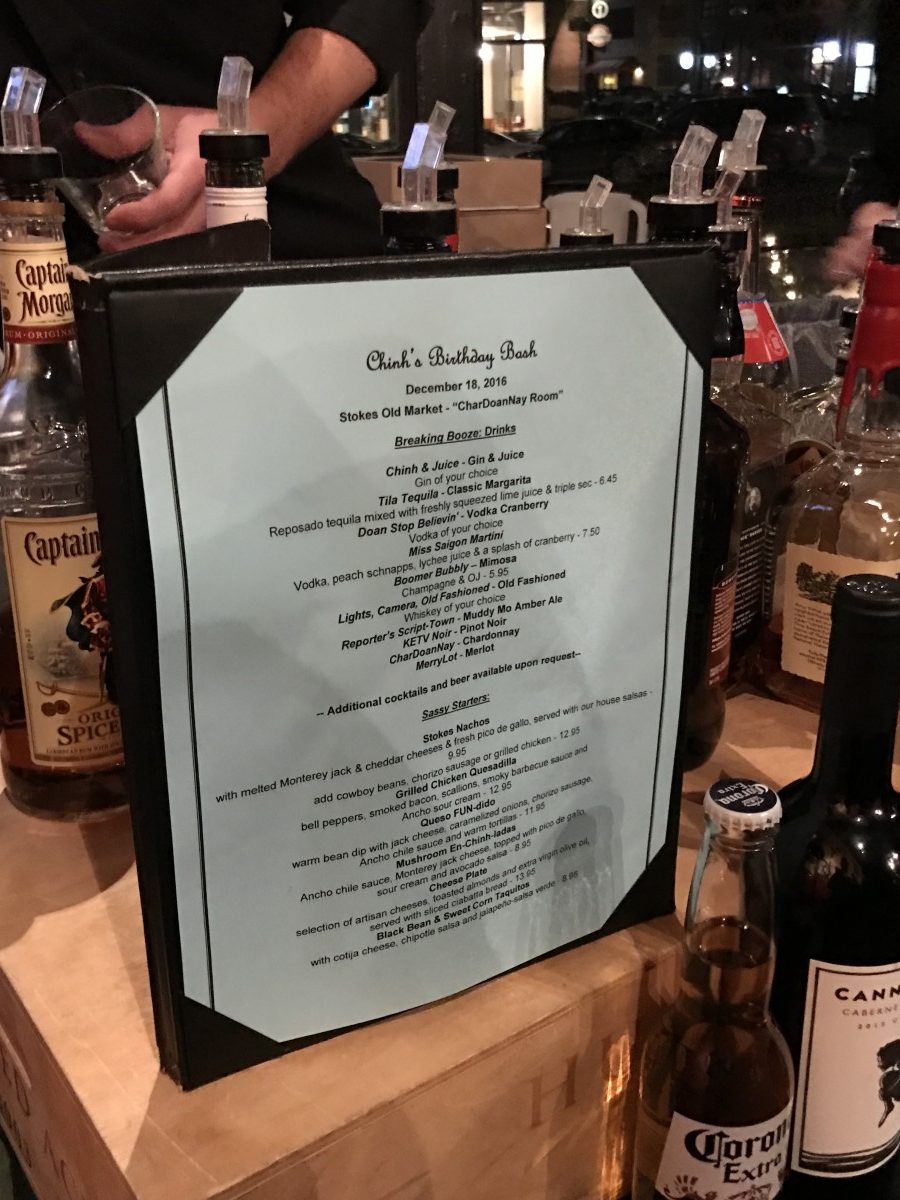 Chinh's Birthday Bash
December 18, 2016
Stokes Old Market - "CharDoanNay Room"
Breaking Booze: Drinks
Chinh & Juice - Gin & Juice
Gin of your choice
Tila Tequila - Classic Margarita
Reposado tequila mixed with freshly squeezed lime juice & triple sec - 6.45
Doan Stop Believin' - Vodka Cranberry
Vodka of your choice
Miss Saigon Martini
Vodka, peach schnapps, lychee juice & a splash of cranberry - 7.50
Boomer Bubbly – Mimosa
Champagne & OJ - 5.95
Lights, Camera, Old Fashioned - Old Fashioned
Whiskey of your choice
Reporter's Script-Town - Muddy Mo Amber Ale
KETV Noir - Pinot Noir
CharDoanNay - Chardonnay
MerryLot - Merlot
-- Additional cocktails and beer available upon request--
Sassy Starters:
Stokes Nachos
with melted Monterey jack & cheddar cheeses & fresh pico de gallo, served with our house salsas -
9.95
add cowboy beans, chorizo sausage or grilled chicken - 12.95
Grilled Chicken Quesadilla
bell peppers, smoked bacon, scallions, smoky barbecue sauce and
Ancho sour cream - 12.95
Queso FUN-dido
warm bean dip with jack cheese, caramelized onions, chorizo sausage,
Ancho chile sauce and warm tortillas - 11.95
Mushroom En-Chinh-ladas
Ancho chile sauce, Monterey jack cheese, topped with pico de gallo,
sour cream and avocado salsa - 8.95
Cheese Plate
selection of artisan cheeses, toasted almonds and extra virgin olive oil,
served with sliced ciabatta bread - 13.95
Black Bean & Sweet Corn Taquitos
with cotija cheese, chipotle salsa and jalapeño-salsa verde - 8.95
Captain
Morga
RUM - ORIGINA
Captain
ORIG
SPICE
Corona
Extra
Coron
Extra
CANN
CABERNE